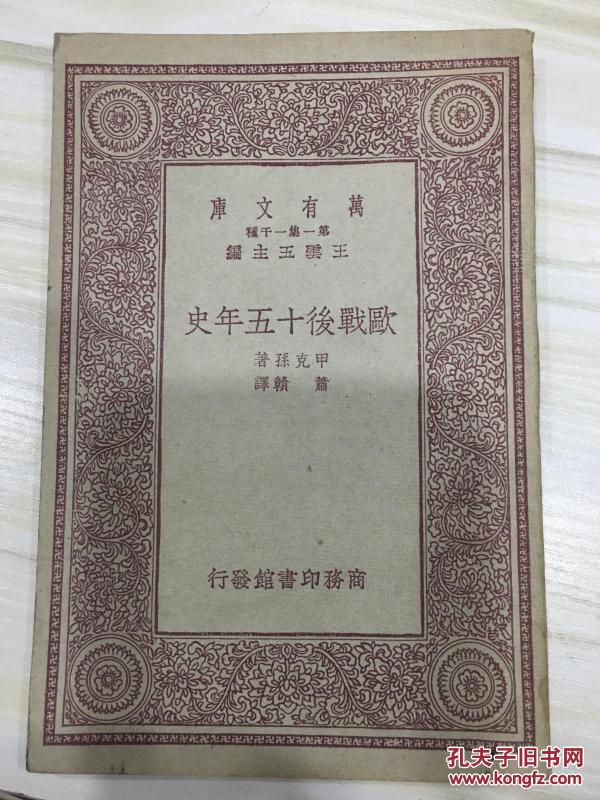 萬有文庫
第一集一千種
王雲五主編
歐戰後十五年史
甲克孫著
蕭贛譯
商務印書館發行
孔夫子旧书网
www.kongfz.com